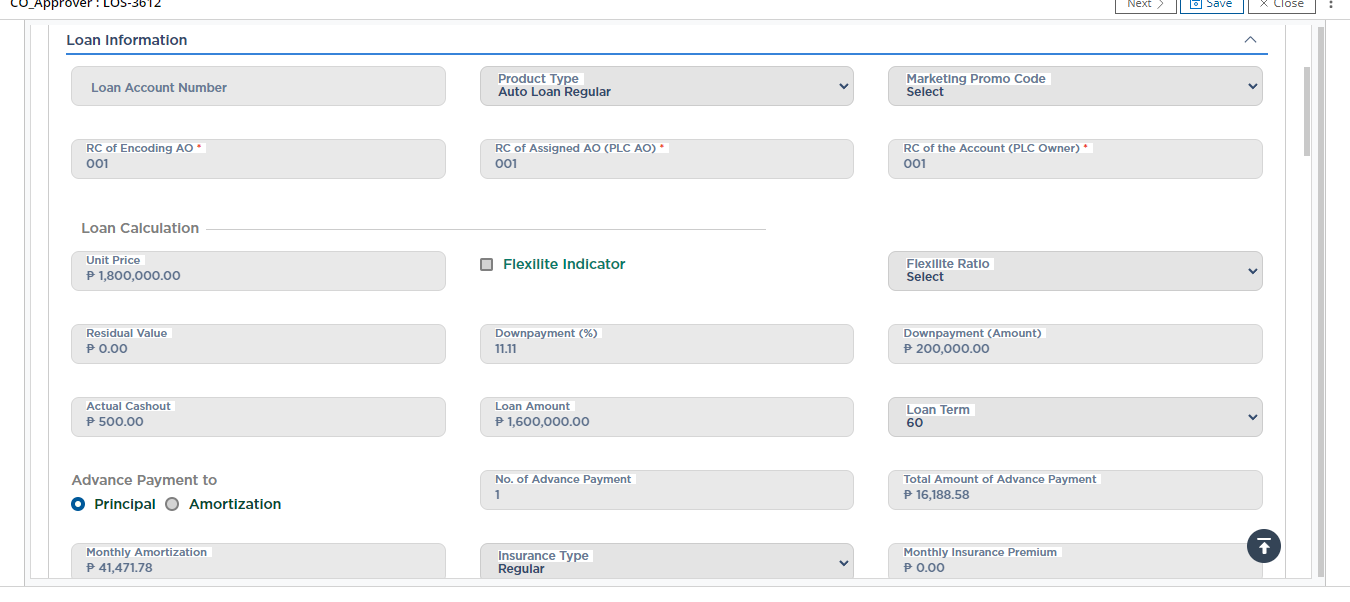 CO_Approver : LOS-3612
Next
Save
Close
Loan Information
Loan Account Number
Product Type
Auto Loan Regular
Marketing Promo Code
Select
RC of Encoding AO *
001
RC of Assigned AO (PLC AO) *
001
RC of the Account (PLC Owner) *
001
Loan Calculation
Unit Price
₱ 1,800,000.00
Flexilite Indicator
Flexilite Ratio
Select
Residual Value
₱ 0.00
Downpayment (%)
11.11
Downpayment (Amount)
₱ 200,000.00
Actual Cashout
₱ 500.00
Loan Amount
₱ 1,600,000.00
Loan Term
60
Advance Payment to
Principal
Amortization
No. of Advance Payment
1
Total Amount of Advance Payment
₱ 16,188.58
Monthly Amortization
₱ 41,471.78
Insurance Type
Regular
Monthly Insurance Premium
₱ 0.00